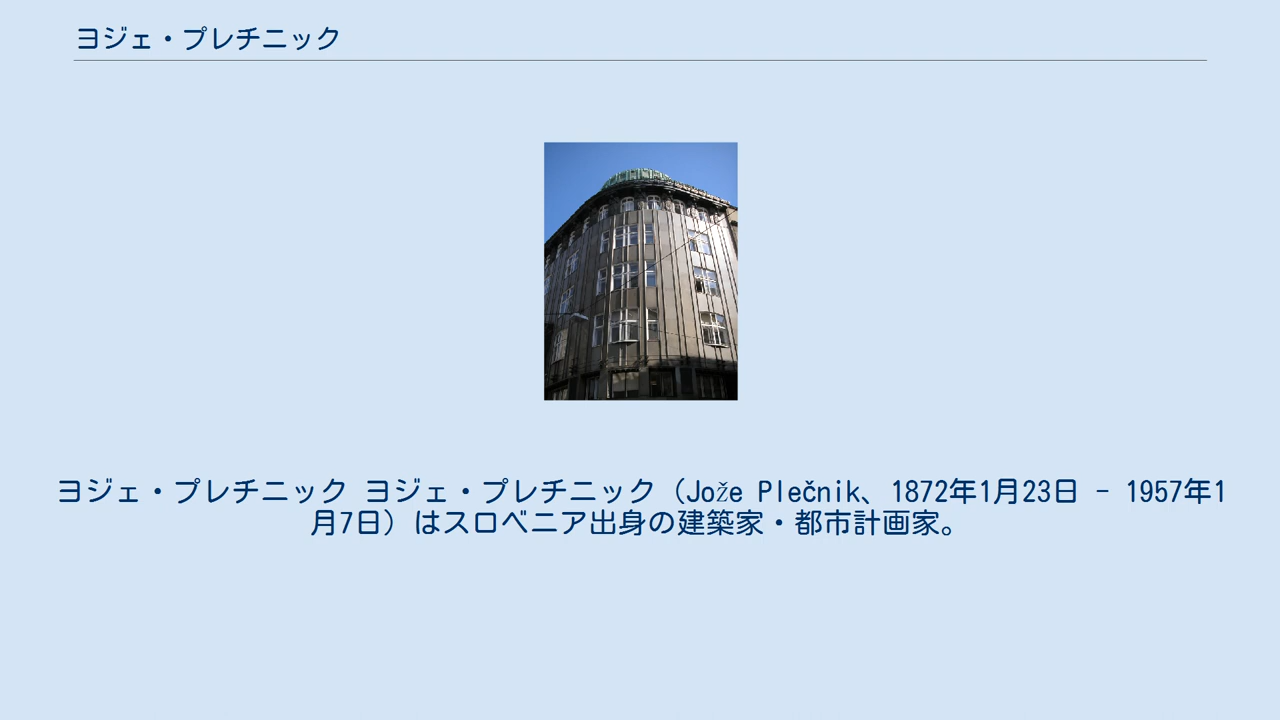 ヨジェ・プレチニック
ヨジェ・プレチニック ヨジェ・プレチニック（Jože Plečnik、1872年1月23日 - 1957年1
月7日）はスロベニア出身の建築家・都市計画家。